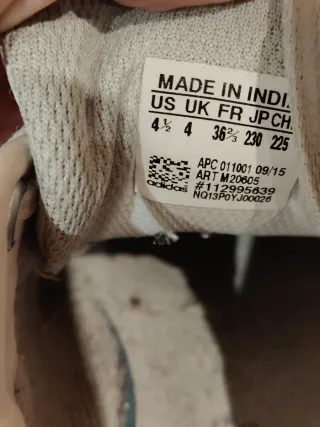 MADE IN INDI
US UK FR JP CH
4½ 4 36⅔ 230 225
APC 011001 09/15
ART M20605
#112995639
adidas
NQ13P0YJ00026